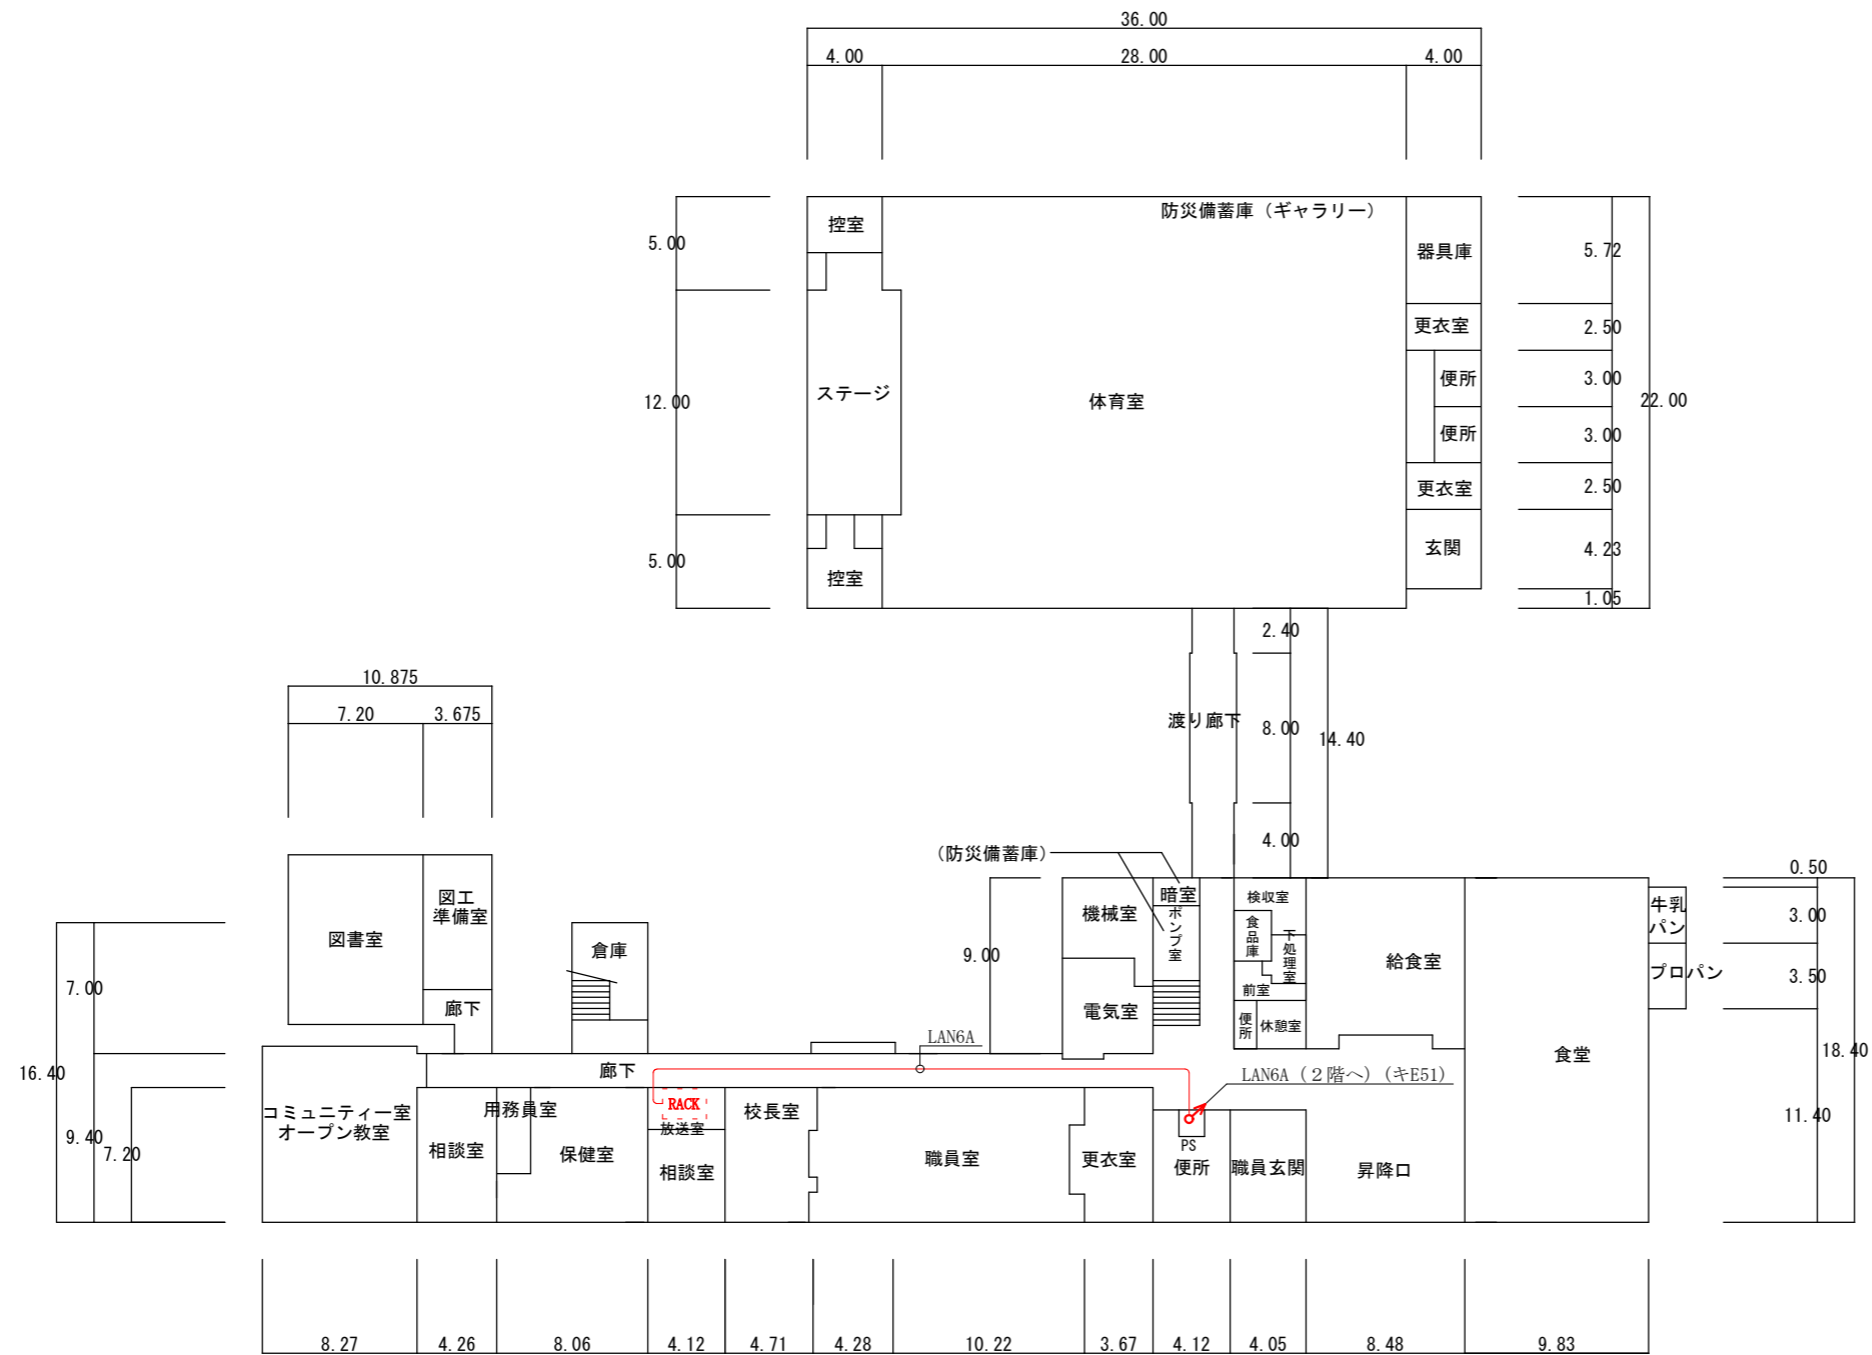 36.00
4.00
28.00
4.00
防災備蓄庫（ギャラリー）
控室
5.00
器具庫
5.72
更衣室
2.50
便所
3.00
ステージ
体育室
12.00
22.00
便所
3.00
更衣室
2.50
玄関
4.23
5.00
控室
1.05
2.40
10.875
7.20
3.675
渡り廊下
8.00
14.40
4.00
（防災備蓄庫）
0.50
図工
準備室
暗室
検収室
牛乳
パン
3.00
機械室
ポンプ室
食品庫
下処理室
図書室
倉庫
9.00
給食室
プロパン
3.50
7.00
前室
廊下
電気室
便所
休憩室
LAN6A
食堂
18.40
16.40
廊下
LAN6A（２階へ）（キE51）
RACK
コミュニティー室
オープン教室
用務員室
校長室
放送室
11.40
9.40
7.20
相談室
保健室
相談室
職員室
更衣室
PS
便所
職員玄関
昇降口
8.27
4.26
8.06
4.12
4.71
4.28
10.22
3.67
4.12
4.05
8.48
9.83